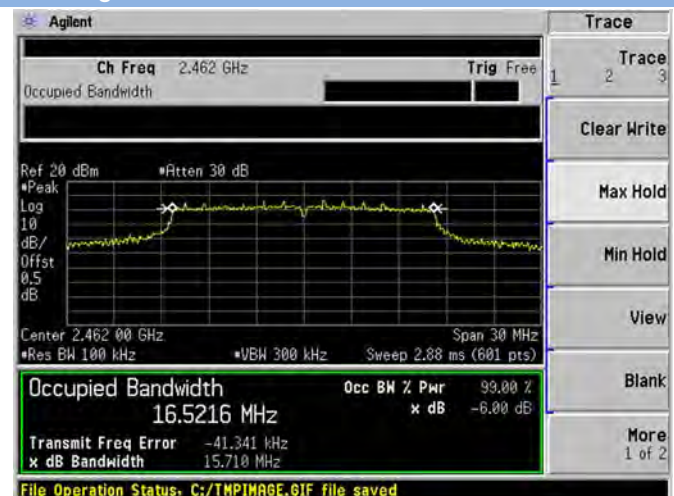 Agilent
Trace
Ch Freq 2.462 GHz Trig Free
Occupied Bandwidth
Trace
1 2 3
Clear Write
Max Hold
Min Hold
View
Blank
More
1 of 2
Ref 20 dBm #Atten 30 dB
#Peak
Log
10
dB/
Offst
0.5
dB
Center 2.462 00 GHz Span 30 MHz
#Res BW 100 kHz #VBW 300 kHz Sweep 2.88 ms (601 pts)
Occupied Bandwidth Occ BW % Pwr 99.00 %
16.5216 MHz x dB -6.00 dB
Transmit Freq Error -41.341 kHz
x dB Bandwidth 15.710 MHz
File Operation Status, C:/TMPIMAGE.GIF file saved